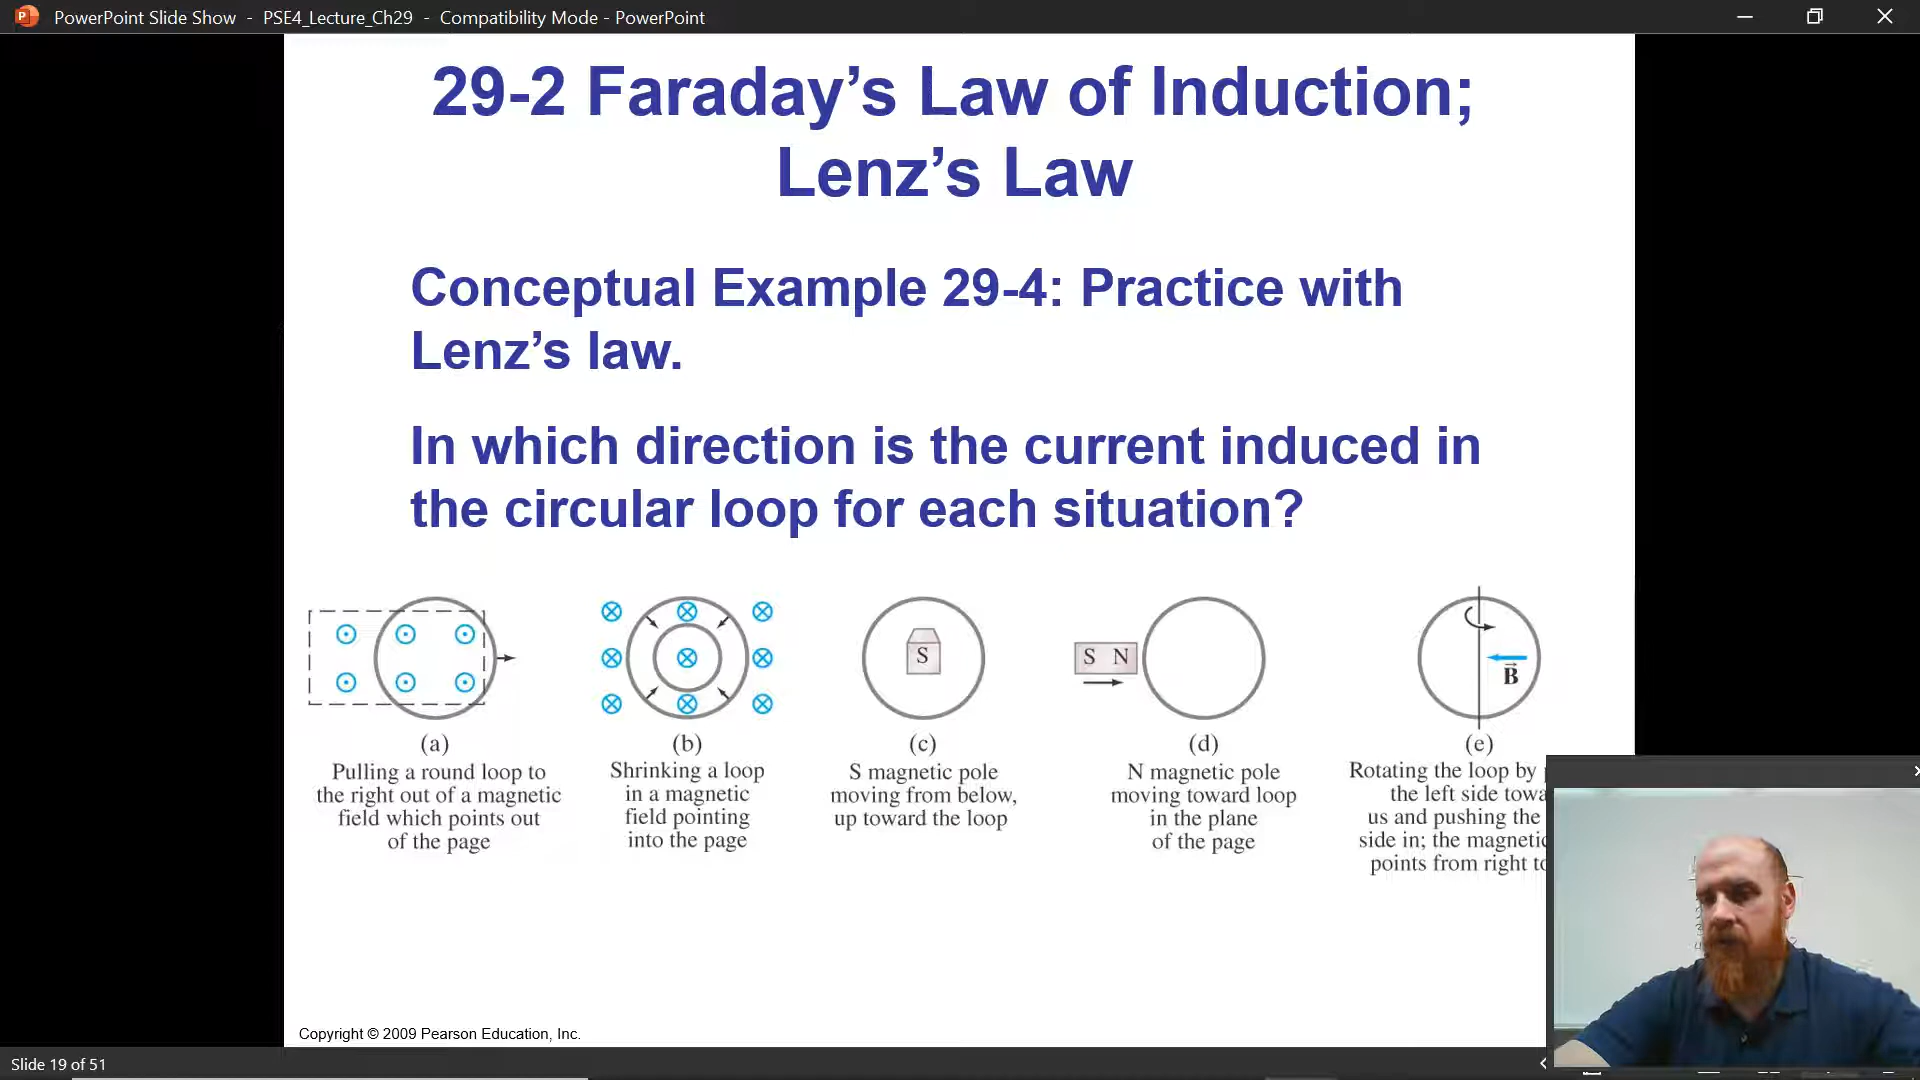 PowerPoint Slide Show - PSE4_Lecture_Ch29 - Compatibility Mode - PowerPoint
29-2 Faraday’s Law of Induction;
Lenz’s Law
Conceptual Example 29-4: Practice with
Lenz’s law.
In which direction is the current induced in
the circular loop for each situation?
S
S N
B
(a)
Pulling a round loop to
the right out of a magnetic
field which points out
of the page
(b)
Shrinking a loop
in a magnetic
field pointing
into the page
(c)
S magnetic pole
moving from below,
up toward the loop
(d)
N magnetic pole
moving toward loop
in the plane
of the page
(e)
Rotating the loop by
the left side
us and pushing the
side in; the
points from right
Copyright © 2009 Pearson Education, Inc.
Slide 19 of 51